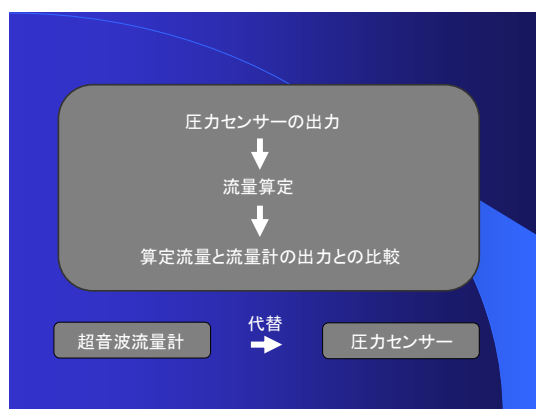 圧力センサーの出力
流量算定
算定流量と流量計の出力との比較
代替
超音波流量計
圧力センサー